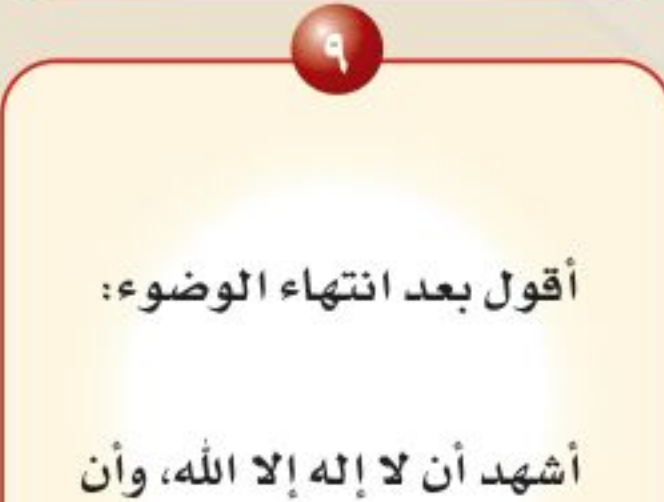 ٩
أقول بعد انتهاء الوضوء:
أشهد أن لا إله إلا الله، وأن